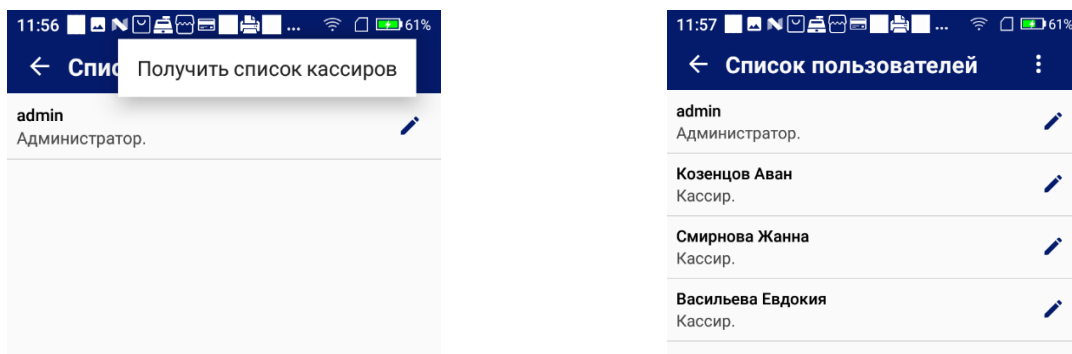 11:56 ... 61%
Спис
Получить список кассиров
admin
Администратор.
11:57 ... 61%
Список пользователей
admin
Администратор.
Козенцов Аван
Кассир.
Смирнова Жанна
Кассир.
Васильева Евдокия
Кассир.